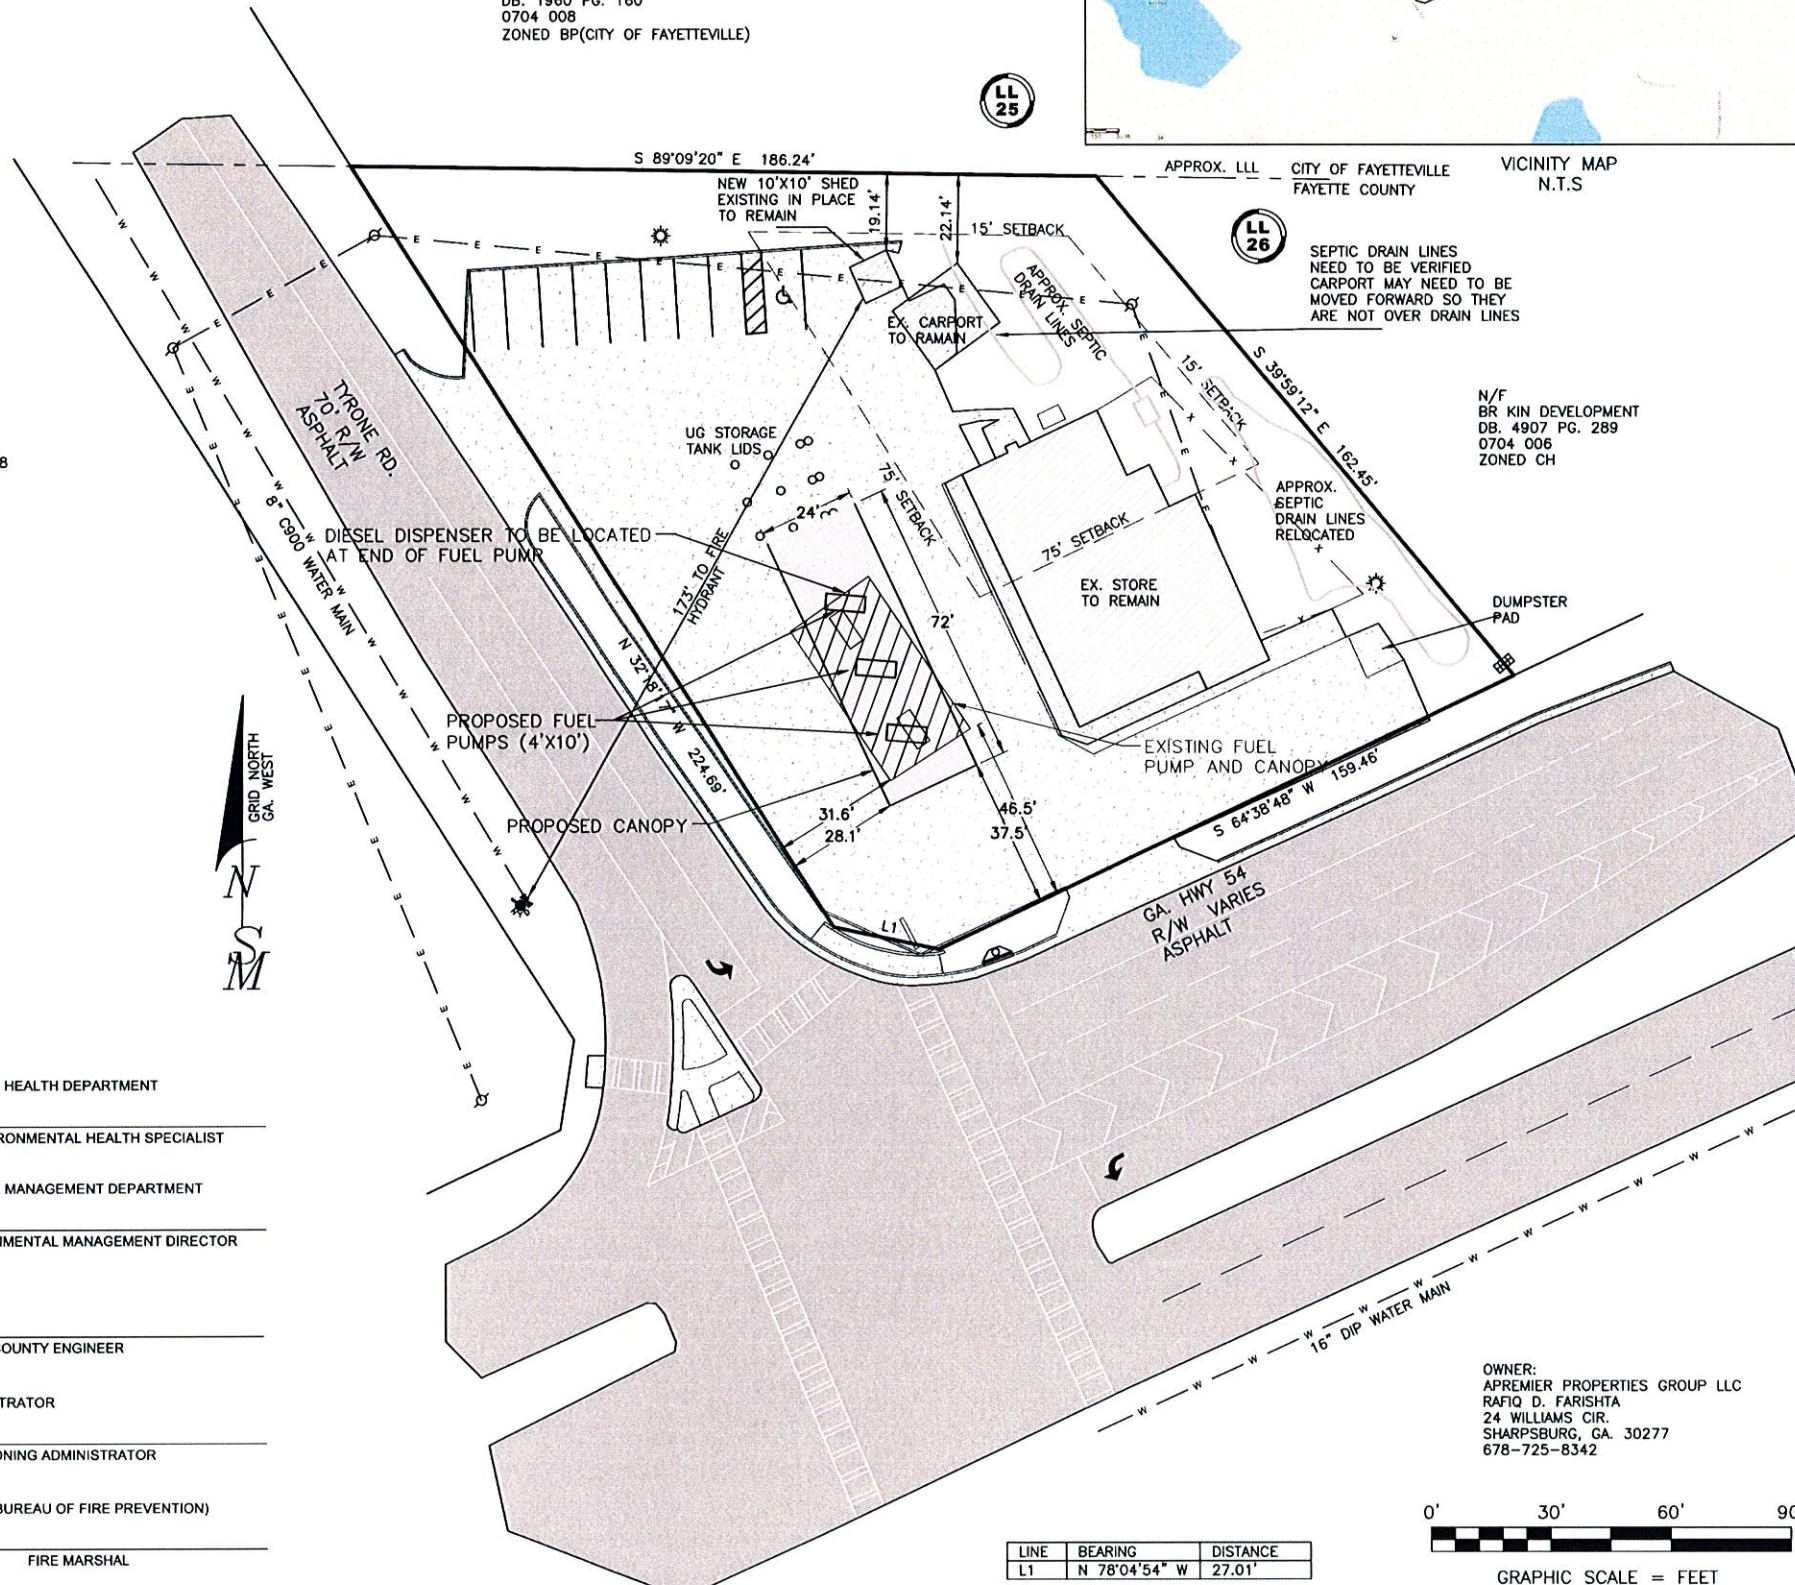 DB. 1960 PG. 160
0704 008
ZONED BP(CITY OF FAYETTEVILLE)
LL
25
S 89°09'20" E 186.24'
APPROX. LLL
CITY OF FAYETTEVILLE
FAYETTE COUNTY
VICINITY MAP
N.T.S
NEW 10'X10' SHED
EXISTING IN PLACE
TO REMAIN
19.14'
22.14'
15' SETBACK
LL
26
SEPTIC DRAIN LINES
NEED TO BE VERIFIED
CARPORT MAY NEED TO BE
MOVED FORWARD SO THEY
ARE NOT OVER DRAIN LINES
APPROX. SEPTIC
DRAIN LINES
EX. CARPORT
TO RAMAIN
15' SETBACK
S 39°59'12" E 162.45'
N/F
BR KIN DEVELOPMENT
DB. 4907 PG. 289
0704 006
ZONED CH
TYRONE RD.
70' R/W
ASPHALT
8
8" C900 WATER MAIN
UG STORAGE
TANK LIDS
75' SETBACK
24'
APPROX.
SEPTIC
DRAIN LINES
RELOCATED
DIESEL DISPENSER TO BE LOCATED
AT END OF FUEL PUMP
173' TO FIRE
HYDRANT
75' SETBACK
EX. STORE
TO REMAIN
72'
DUMPSTER
PAD
N 32°18'17" W 224.69'
PROPOSED FUEL
PUMPS (4'X10')
EXISTING FUEL
PUMP AND CANOPY
GRID NORTH
GA. WEST
N
S
M
PROPOSED CANOPY
31.6'
28.1'
46.5'
37.5'
S 64°38'48" W 159.46'
L1
GA. HWY 54
R/W VARIES
ASPHALT
HEALTH DEPARTMENT
RONMENTAL HEALTH SPECIALIST
MANAGEMENT DEPARTMENT
NMENTAL MANAGEMENT DIRECTOR
OUNTY ENGINEER
TRATOR
ONING ADMINISTRATOR
BUREAU OF FIRE PREVENTION)
FIRE MARSHAL
16" DIP WATER MAIN
OWNER:
APREMIER PROPERTIES GROUP LLC
RAFIQ D. FARISHTA
24 WILLIAMS CIR.
SHARPSBURG, GA. 30277
678-725-8342
LINE BEARING DISTANCE
L1 N 78°04'54" W 27.01'
0' 30' 60' 90
GRAPHIC SCALE = FEET